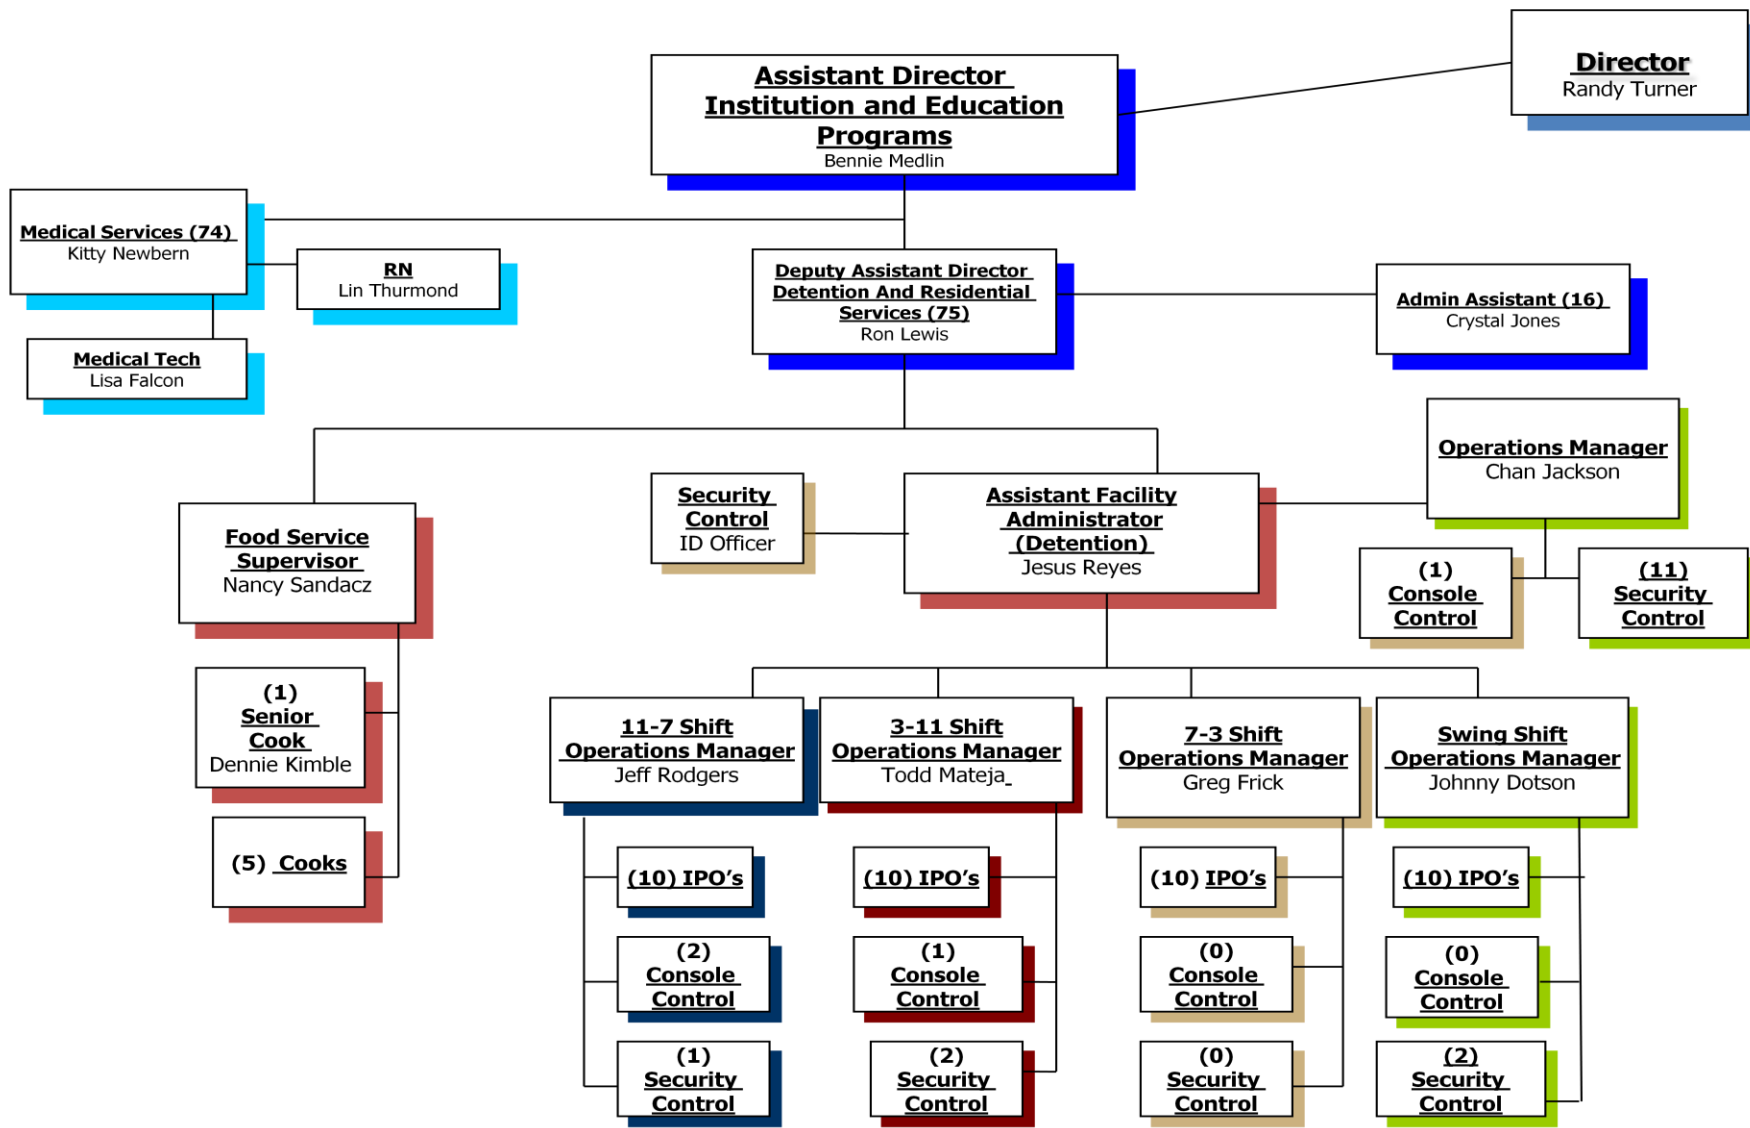 Director
Randy Turner
Assistant Director
Institution and Education
Programs
Bennie Medlin
Medical Services (74)
Kitty Newbern
RN
Lin Thurmond
Medical Tech
Lisa Falcon
Deputy Assistant Director
Detention And Residential
Services (75)
Ron Lewis
Admin Assistant (16)
Crystal Jones
Operations Manager
Chan Jackson
(1)
Console
Control
(11)
Security
Control
Security
Control
ID Officer
Assistant Facility
Administrator
(Detention)
Jesus Reyes
Food Service
Supervisor
Nancy Sandacz
(1)
Senior
Cook
Dennie Kimble
(5) Cooks
11-7 Shift
Operations Manager
Jeff Rodgers
(10) IPO's
(2)
Console
Control
(1)
Security
Control
3-11 Shift
Operations Manager
Todd Mateja
(10) IPO's
(1)
Console
Control
(2)
Security
Control
7-3 Shift
Operations Manager
Greg Frick
(10) IPO's
(0)
Console
Control
(0)
Security
Control
Swing Shift
Operations Manager
Johnny Dotson
(10) IPO's
(0)
Console
Control
(2)
Security
Control